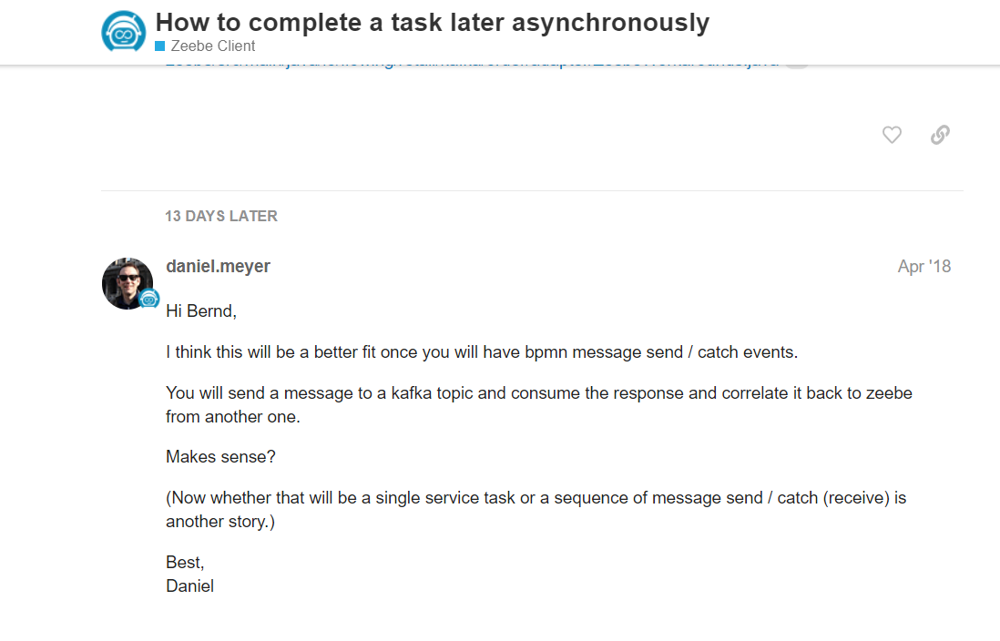 How to complete a task later asynchronously
Zeebe Client
13 DAYS LATER
daniel.meyer
Apr '18
Hi Bernd,
I think this will be a better fit once you will have bpmn message send / catch events.
You will send a message to a kafka topic and consume the response and correlate it back to zeebe
from another one.
Makes sense?
(Now whether that will be a single service task or a sequence of message send / catch (receive) is
another story.)
Best,
Daniel